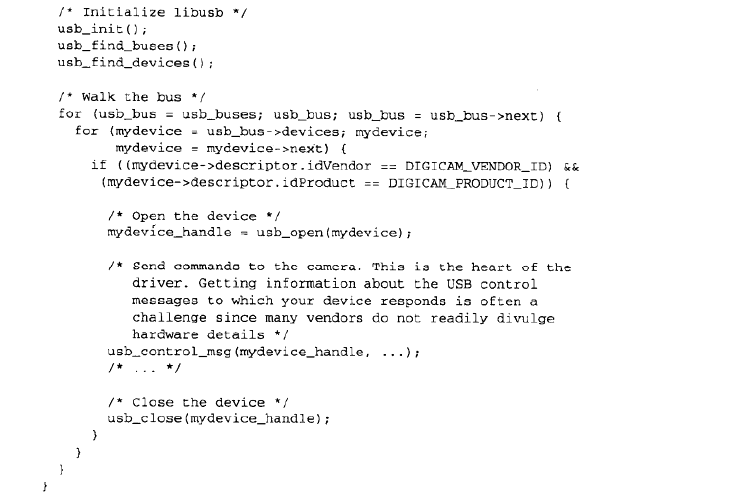 /* Initialize libusb */
usb_init();
usb_find_buses();
usb_find_devices();
/* Walk the bus */
for (usb_bus = usb_buses; usb_bus; usb_bus = usb_bus->next) {
for (mydevice = usb_bus->devices; mydevice;
mydevice = mydevice->next) {
if ((mydevice->descriptor.idVendor == DIGICAM_VENDOR_ID) &&
(mydevice->descriptor.idProduct == DIGICAM_PRODUCT_ID)) {
/* Open the device */
mydevice_handle = usb_open(mydevice);
/* Send commands to the camera. This is the heart of the
driver. Getting information about the USB control
messages to which your device responds is often a
challenge since many vendors do not readily divulge
hardware details */
usb_control_msg(mydevice_handle, ...);
/* ... */
/* Close the device */
usb_close(mydevice_handle);
}
}
}
}